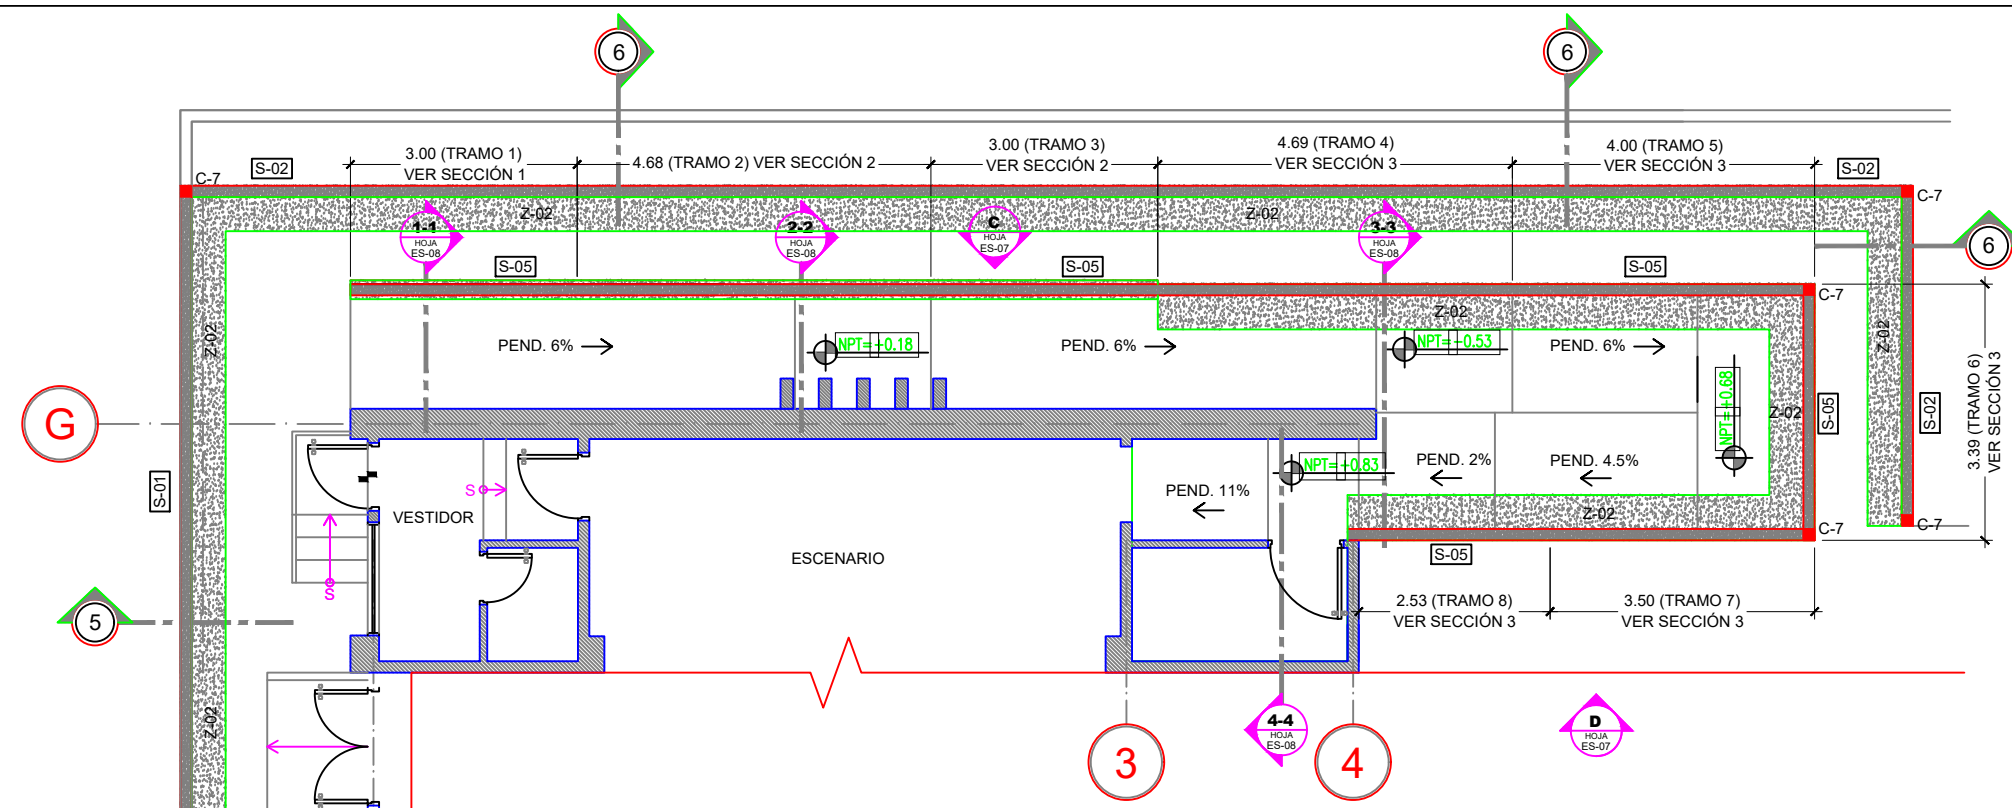 6
6
3.00 (TRAMO 1)
VER SECCIÓN 1
4.68 (TRAMO 2) VER SECCIÓN 2
3.00 (TRAMO 3)
VER SECCIÓN 2
4.69 (TRAMO 4)
VER SECCIÓN 3
4.00 (TRAMO 5)
VER SECCIÓN 3
S-02
S-02
C-7
C-7
Z-02
Z-02
1-1
HOJA
ES-08
2-2
HOJA
ES-08
C
HOJA
ES-07
3-3
HOJA
ES-08
6
S-05
S-05
S-05
C-7
Z-02
Z-02
Z-02
PEND. 6%
NPT=+0.18
PEND. 6%
NPT=+0.53
PEND. 6%
NPT=+0.68
Z-02
S-05
S-02
3.39 (TRAMO 6)
VER SECCIÓN 3
G
S
NPT=+0.83
PEND. 2%
PEND. 4.5%
S-01
VESTIDOR
PEND. 11%
Z-02
C-7
C-7
ESCENARIO
S-05
S
2.53 (TRAMO 8)
VER SECCIÓN 3
3.50 (TRAMO 7)
VER SECCIÓN 3
5
Z-02
4-4
HOJA
ES-08
D
HOJA
ES-07
3
4